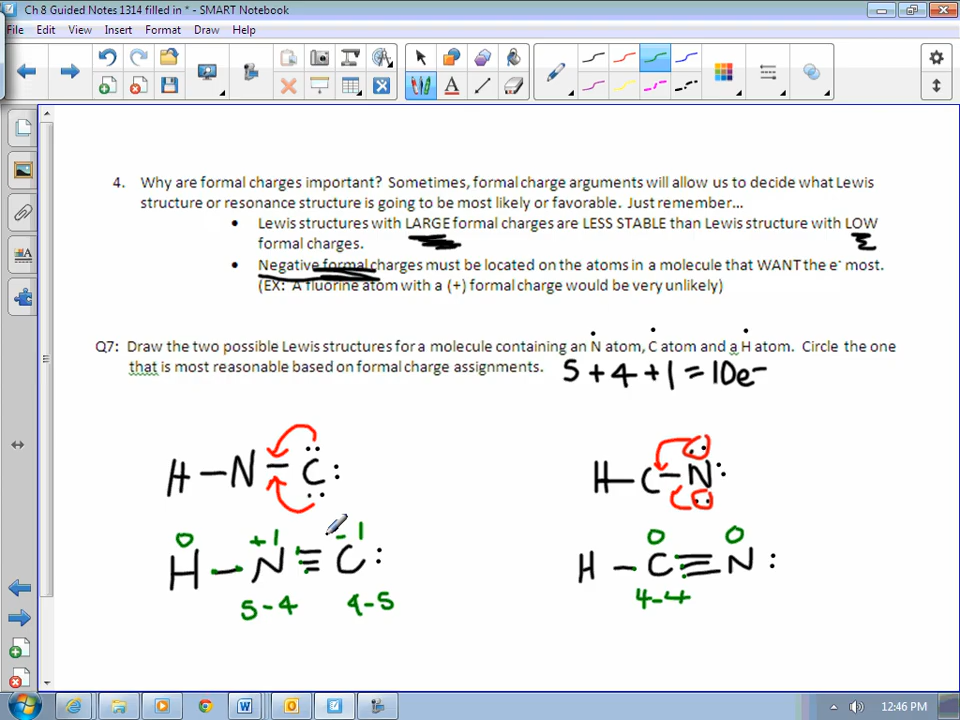 Ch 8 Guided Notes 1314 filled in * - SMART Notebook
File Edit View Insert Format Draw Help
4. Why are formal charges important? Sometimes, formal charge arguments will allow us to decide what Lewis
structure or resonance structure is going to be most likely or favorable. Just remember...
• Lewis structures with LARGE formal charges are LESS STABLE than Lewis structure with LOW
formal charges.
• Negative formal charges must be located on the atoms in a molecule that WANT the e⁻ most.
(EX: A fluorine atom with a (+) formal charge would be very unlikely)
Q7: Draw the two possible Lewis structures for a molecule containing an N atom, C atom and a H atom. Circle the one
that is most reasonable based on formal charge assignments. 5 + 4 + 1 = 10e⁻
H – N – C: H – C – N:
0 +1 -1 0 0
H – N ≡ C: H – C ≡ N:
5-4 4-5 4-4
12:46 PM